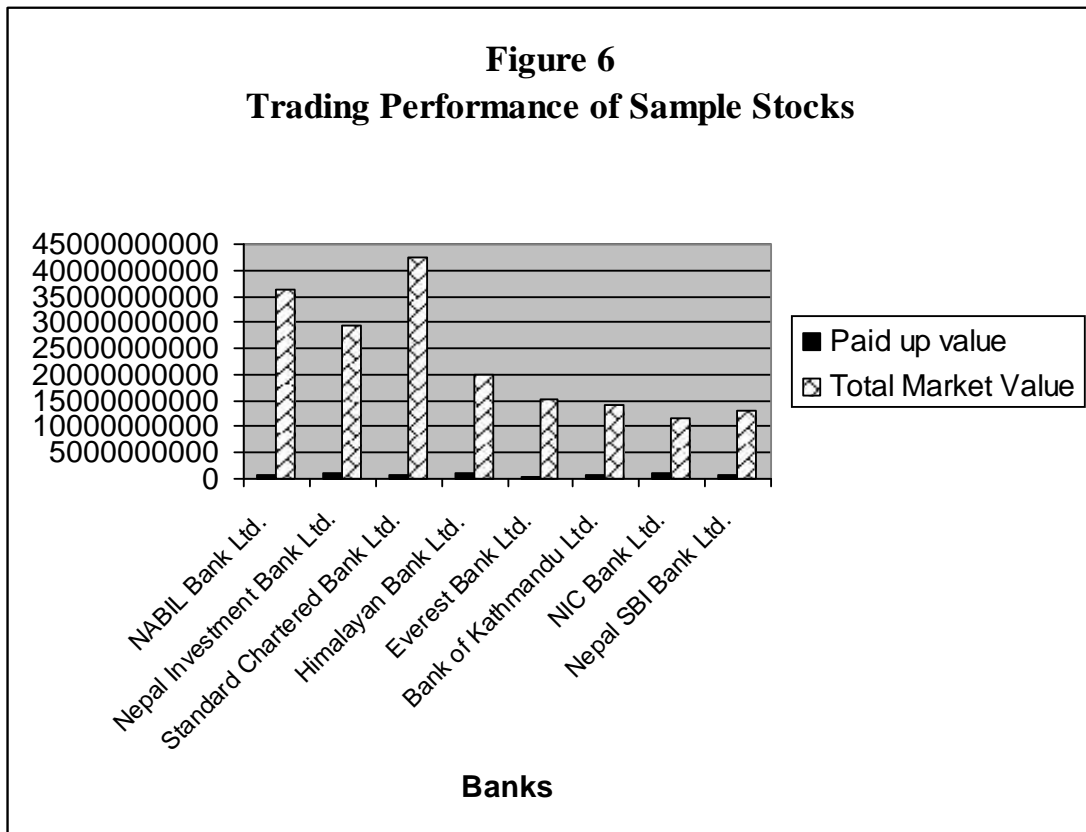 Figure 6
Trading Performance of Sample Stocks
45000000000
40000000000
35000000000
30000000000
25000000000
20000000000
15000000000
10000000000
5000000000
0
NABIL Bank Ltd.
Nepal Investment Bank Ltd.
Standard Chartered Bank Ltd.
Himalayan Bank Ltd.
Everest Bank Ltd.
Bank of Kathmandu Ltd.
NIC Bank Ltd.
Nepal SBI Bank Ltd.
Banks
Paid up value
Total Market Value